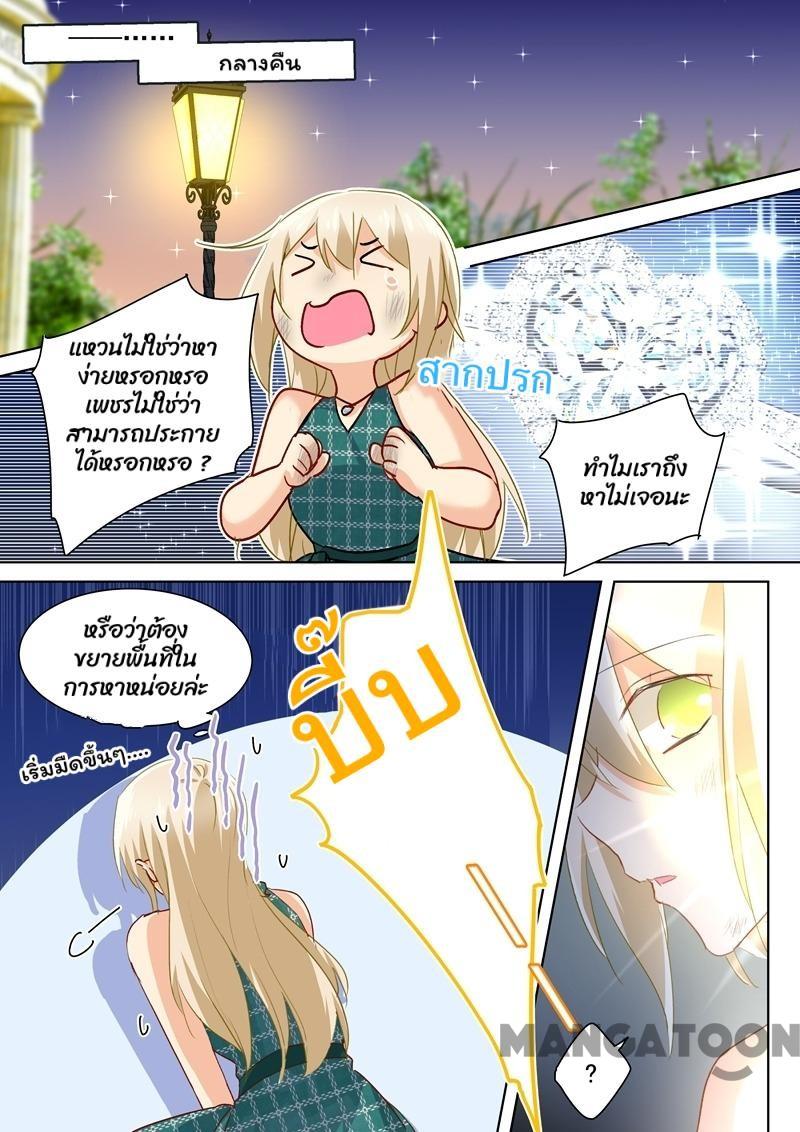 ———……
กลางคืน
แหวนไม่ใช่ว่าหา
ง่ายหรอกหรอ
เพชรไม่ใช่ว่า
สามารถประกาย
ได้หรอกหรอ ?
สากปรก
ทำไมเราถึง
หาไม่เจอนะ
หรือว่าต้อง
ขยายพื้นที่ใน
การหาหน่อยล่ะ
เริ่มมืดขึ้นๆ....
บี๊บ
?
MANGATOON